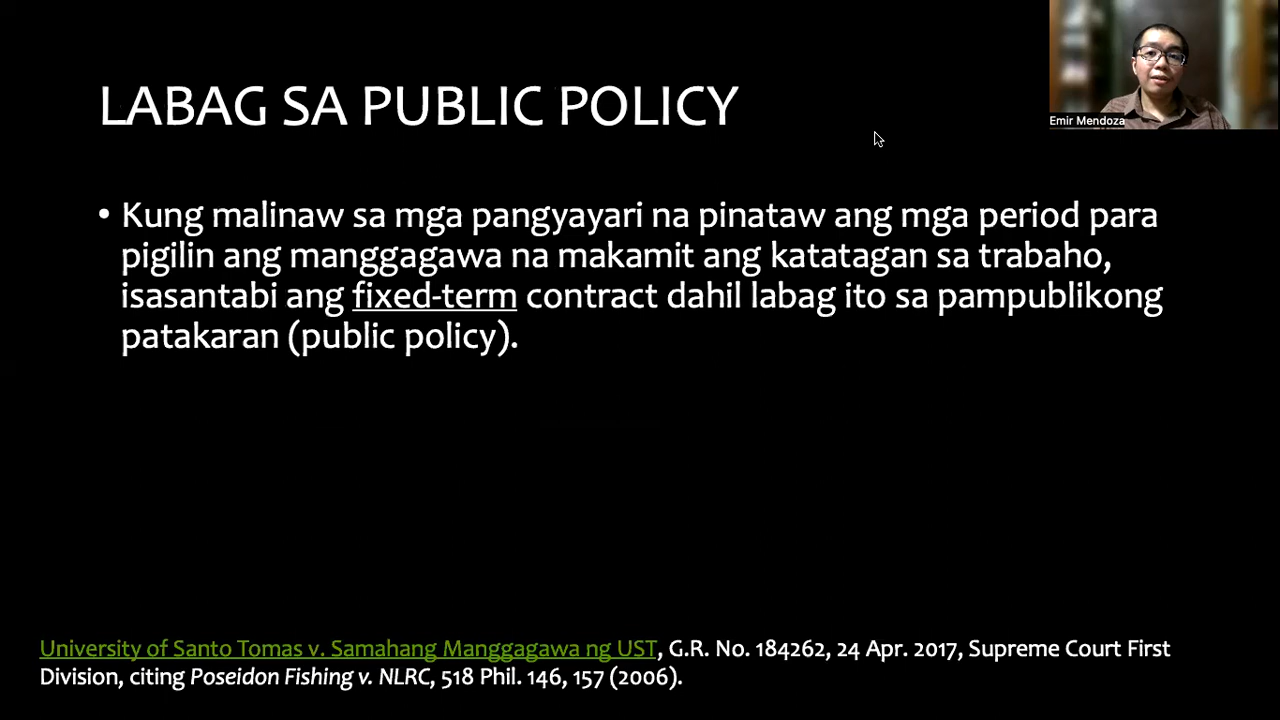 LABAG SA PUBLIC POLICY
Emir Mendoza
• Kung malinaw sa mga pangyayari na pinataw ang mga period para
pigilin ang manggagawa na makamit ang katatagan sa trabaho,
isasantabi ang fixed-term contract dahil labag ito sa pampublikong
patakaran (public policy).
University of Santo Tomas v. Samahang Manggagawa ng UST, G.R. No. 184262, 24 Apr. 2017, Supreme Court First
Division, citing Poseidon Fishing v. NLRC, 518 Phil. 146, 157 (2006).